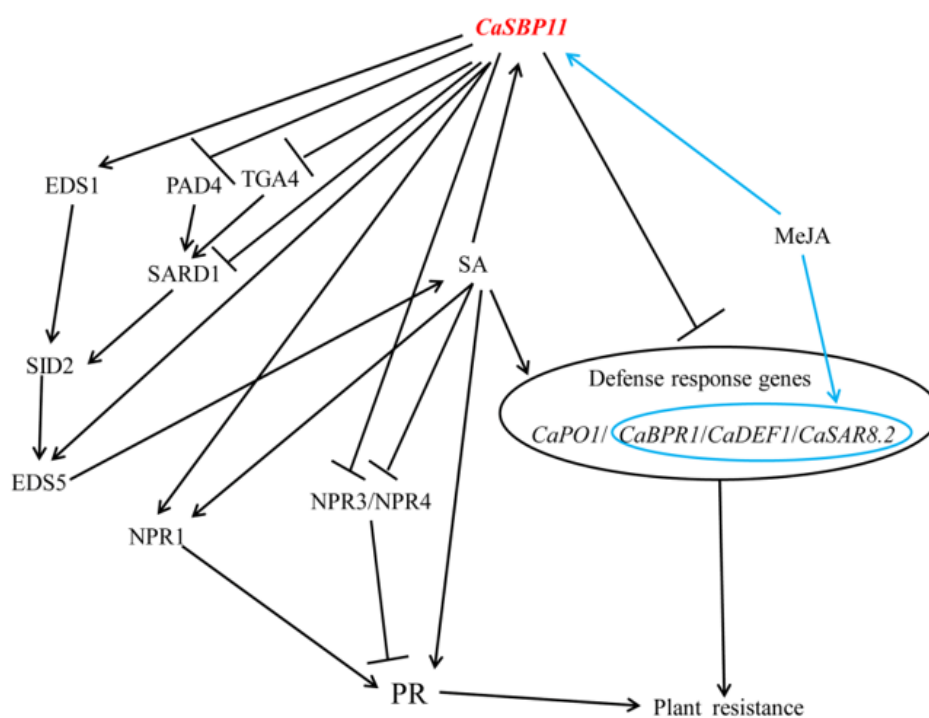 CaSBP11
EDS1
PAD4
TGA4
MeJA
SARD1
SA
SID2
Defense response genes
CaPO1/ CaBPR1/CaDEF1/CaSAR8.2
EDS5
NPR3/NPR4
NPR1
PR
Plant resistance